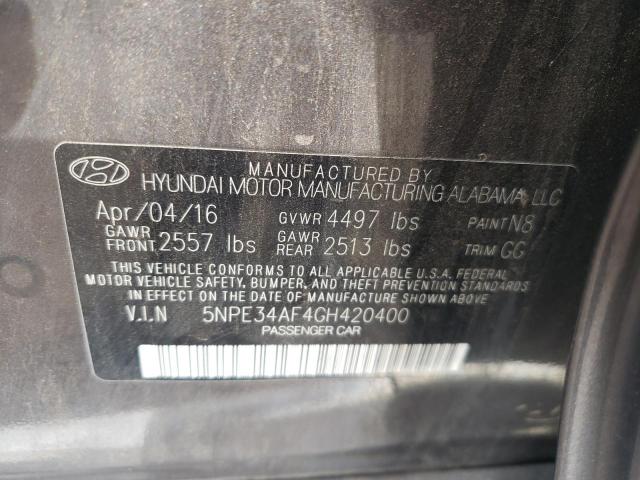 MANUFACTURED BY
HYUNDAI MOTOR MANUFACTURING ALABAMA, LLC
Apr/04/16 GVWR 4497 lbs PAINT N8
GAWR FRONT 2557 lbs GAWR REAR 2513 lbs TRIM GG
THIS VEHICLE CONFORMS TO ALL APPLICABLE U.S.A. FEDERAL
MOTOR VEHICLE SAFETY, BUMPER, AND THEFT PREVENTION STANDARDS
IN EFFECT ON THE DATE OF MANUFACTURE SHOWN ABOVE.
V.I.N 5NPE34AF4GH420400
PASSENGER CAR